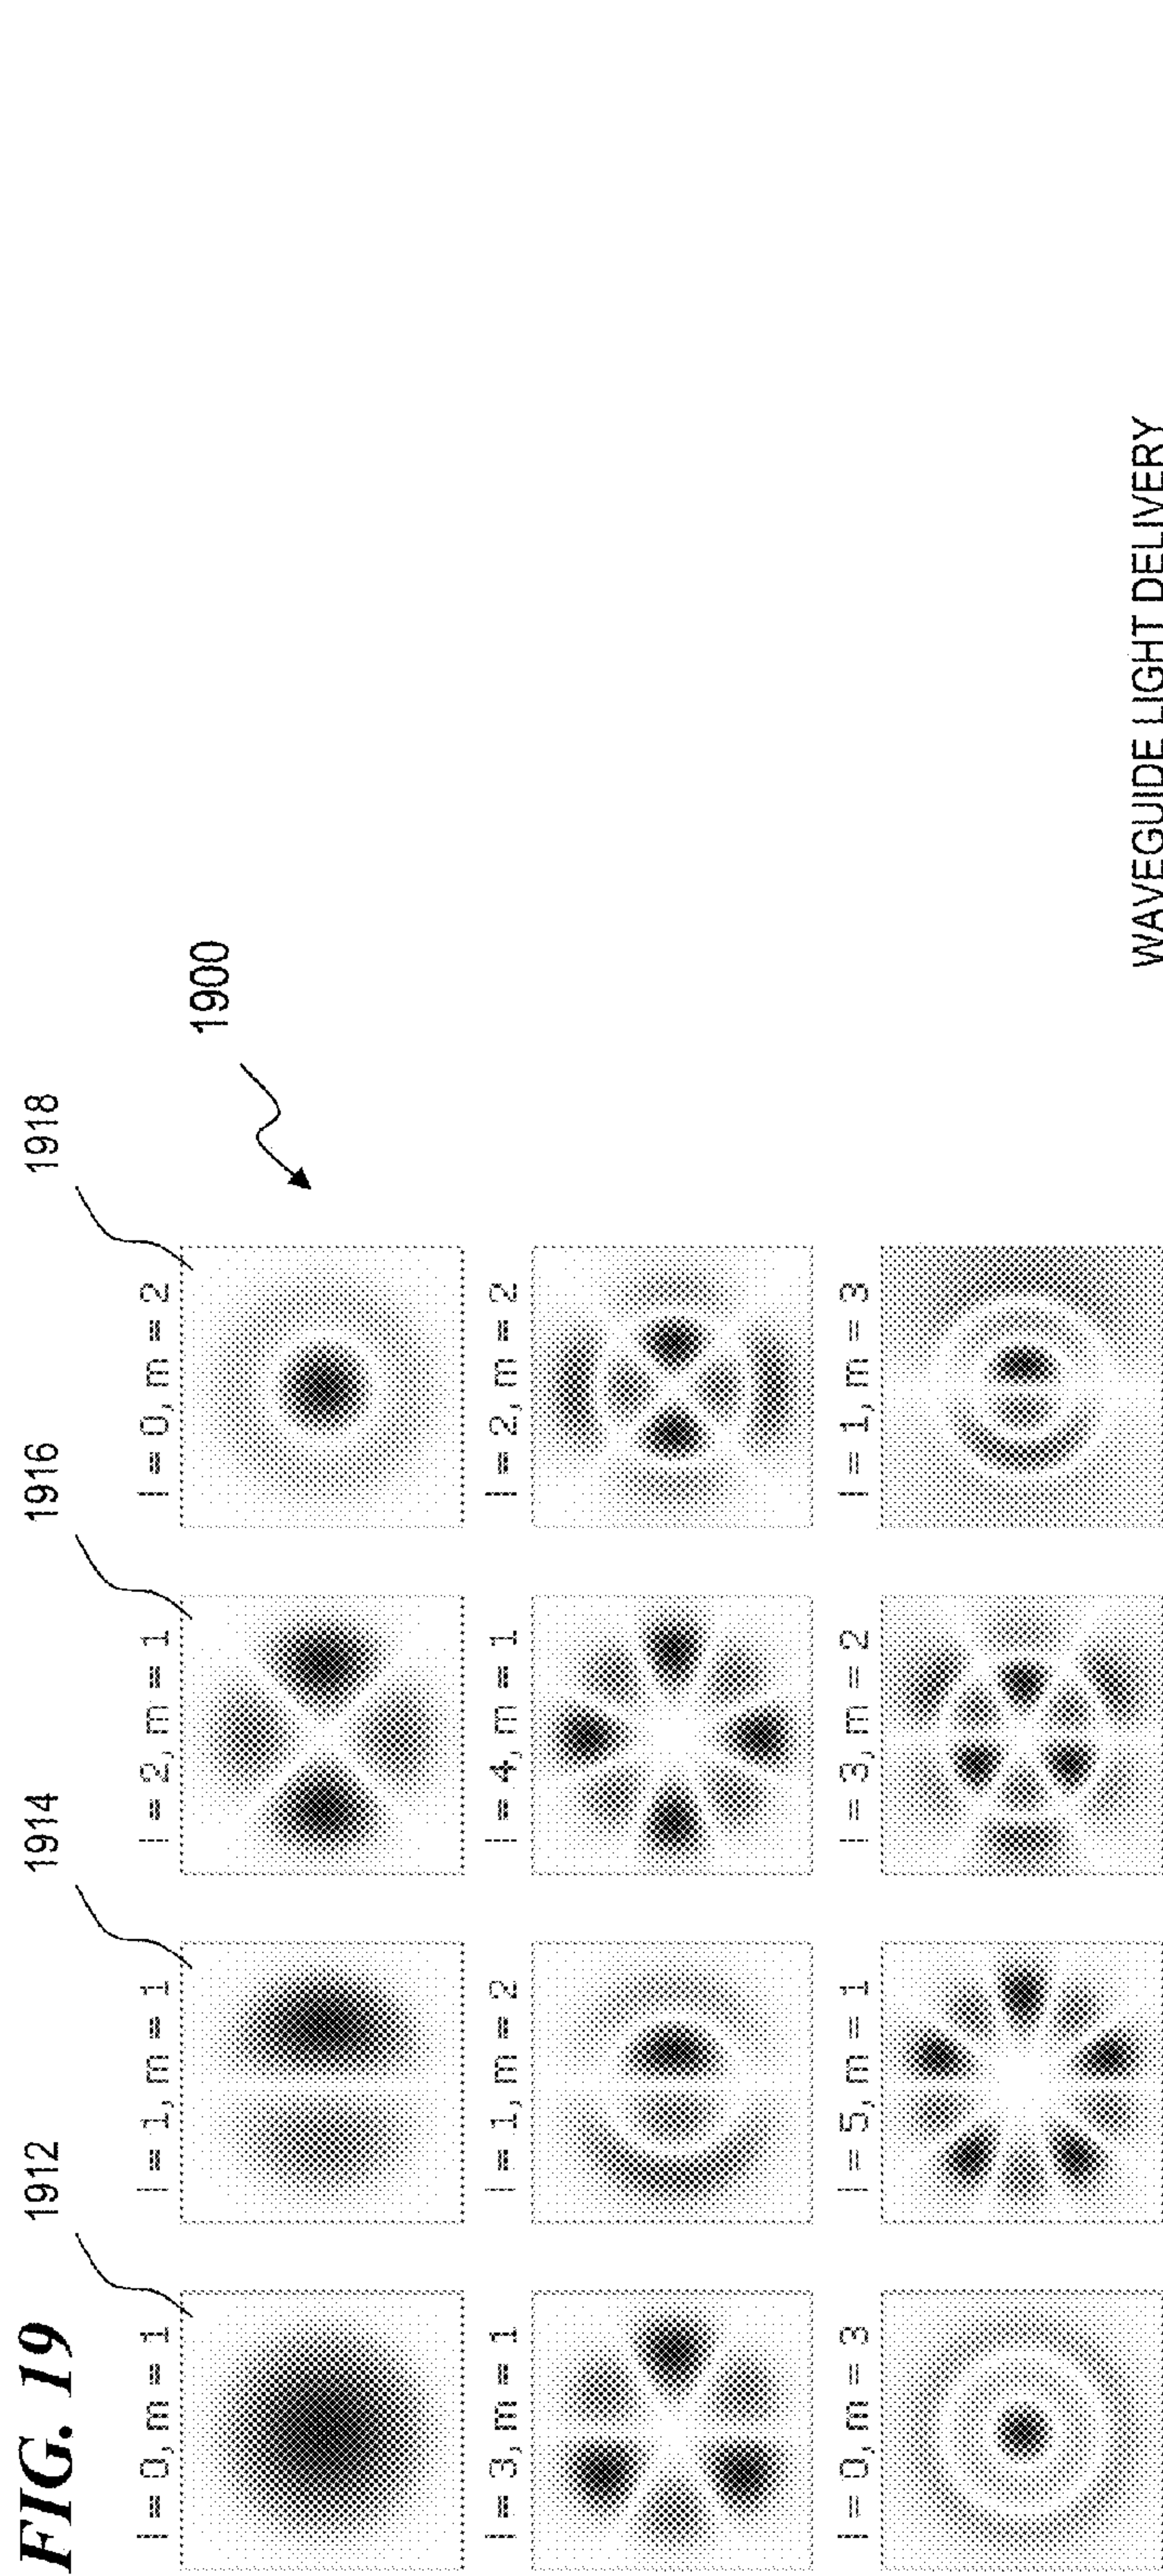 FIG. 19
1912
1914
1916
1918
1900
l = 0, m = 1
l = 1, m = 1
l = 2, m = 1
l = 0, m = 2
l = 3, m = 1
l = 1, m = 2
l = 4, m = 1
l = 2, m = 2
l = 0, m = 3
l = 5, m = 1
l = 3, m = 2
l = 1, m = 3
WAVEGUIDE LIGHT DELIVERY